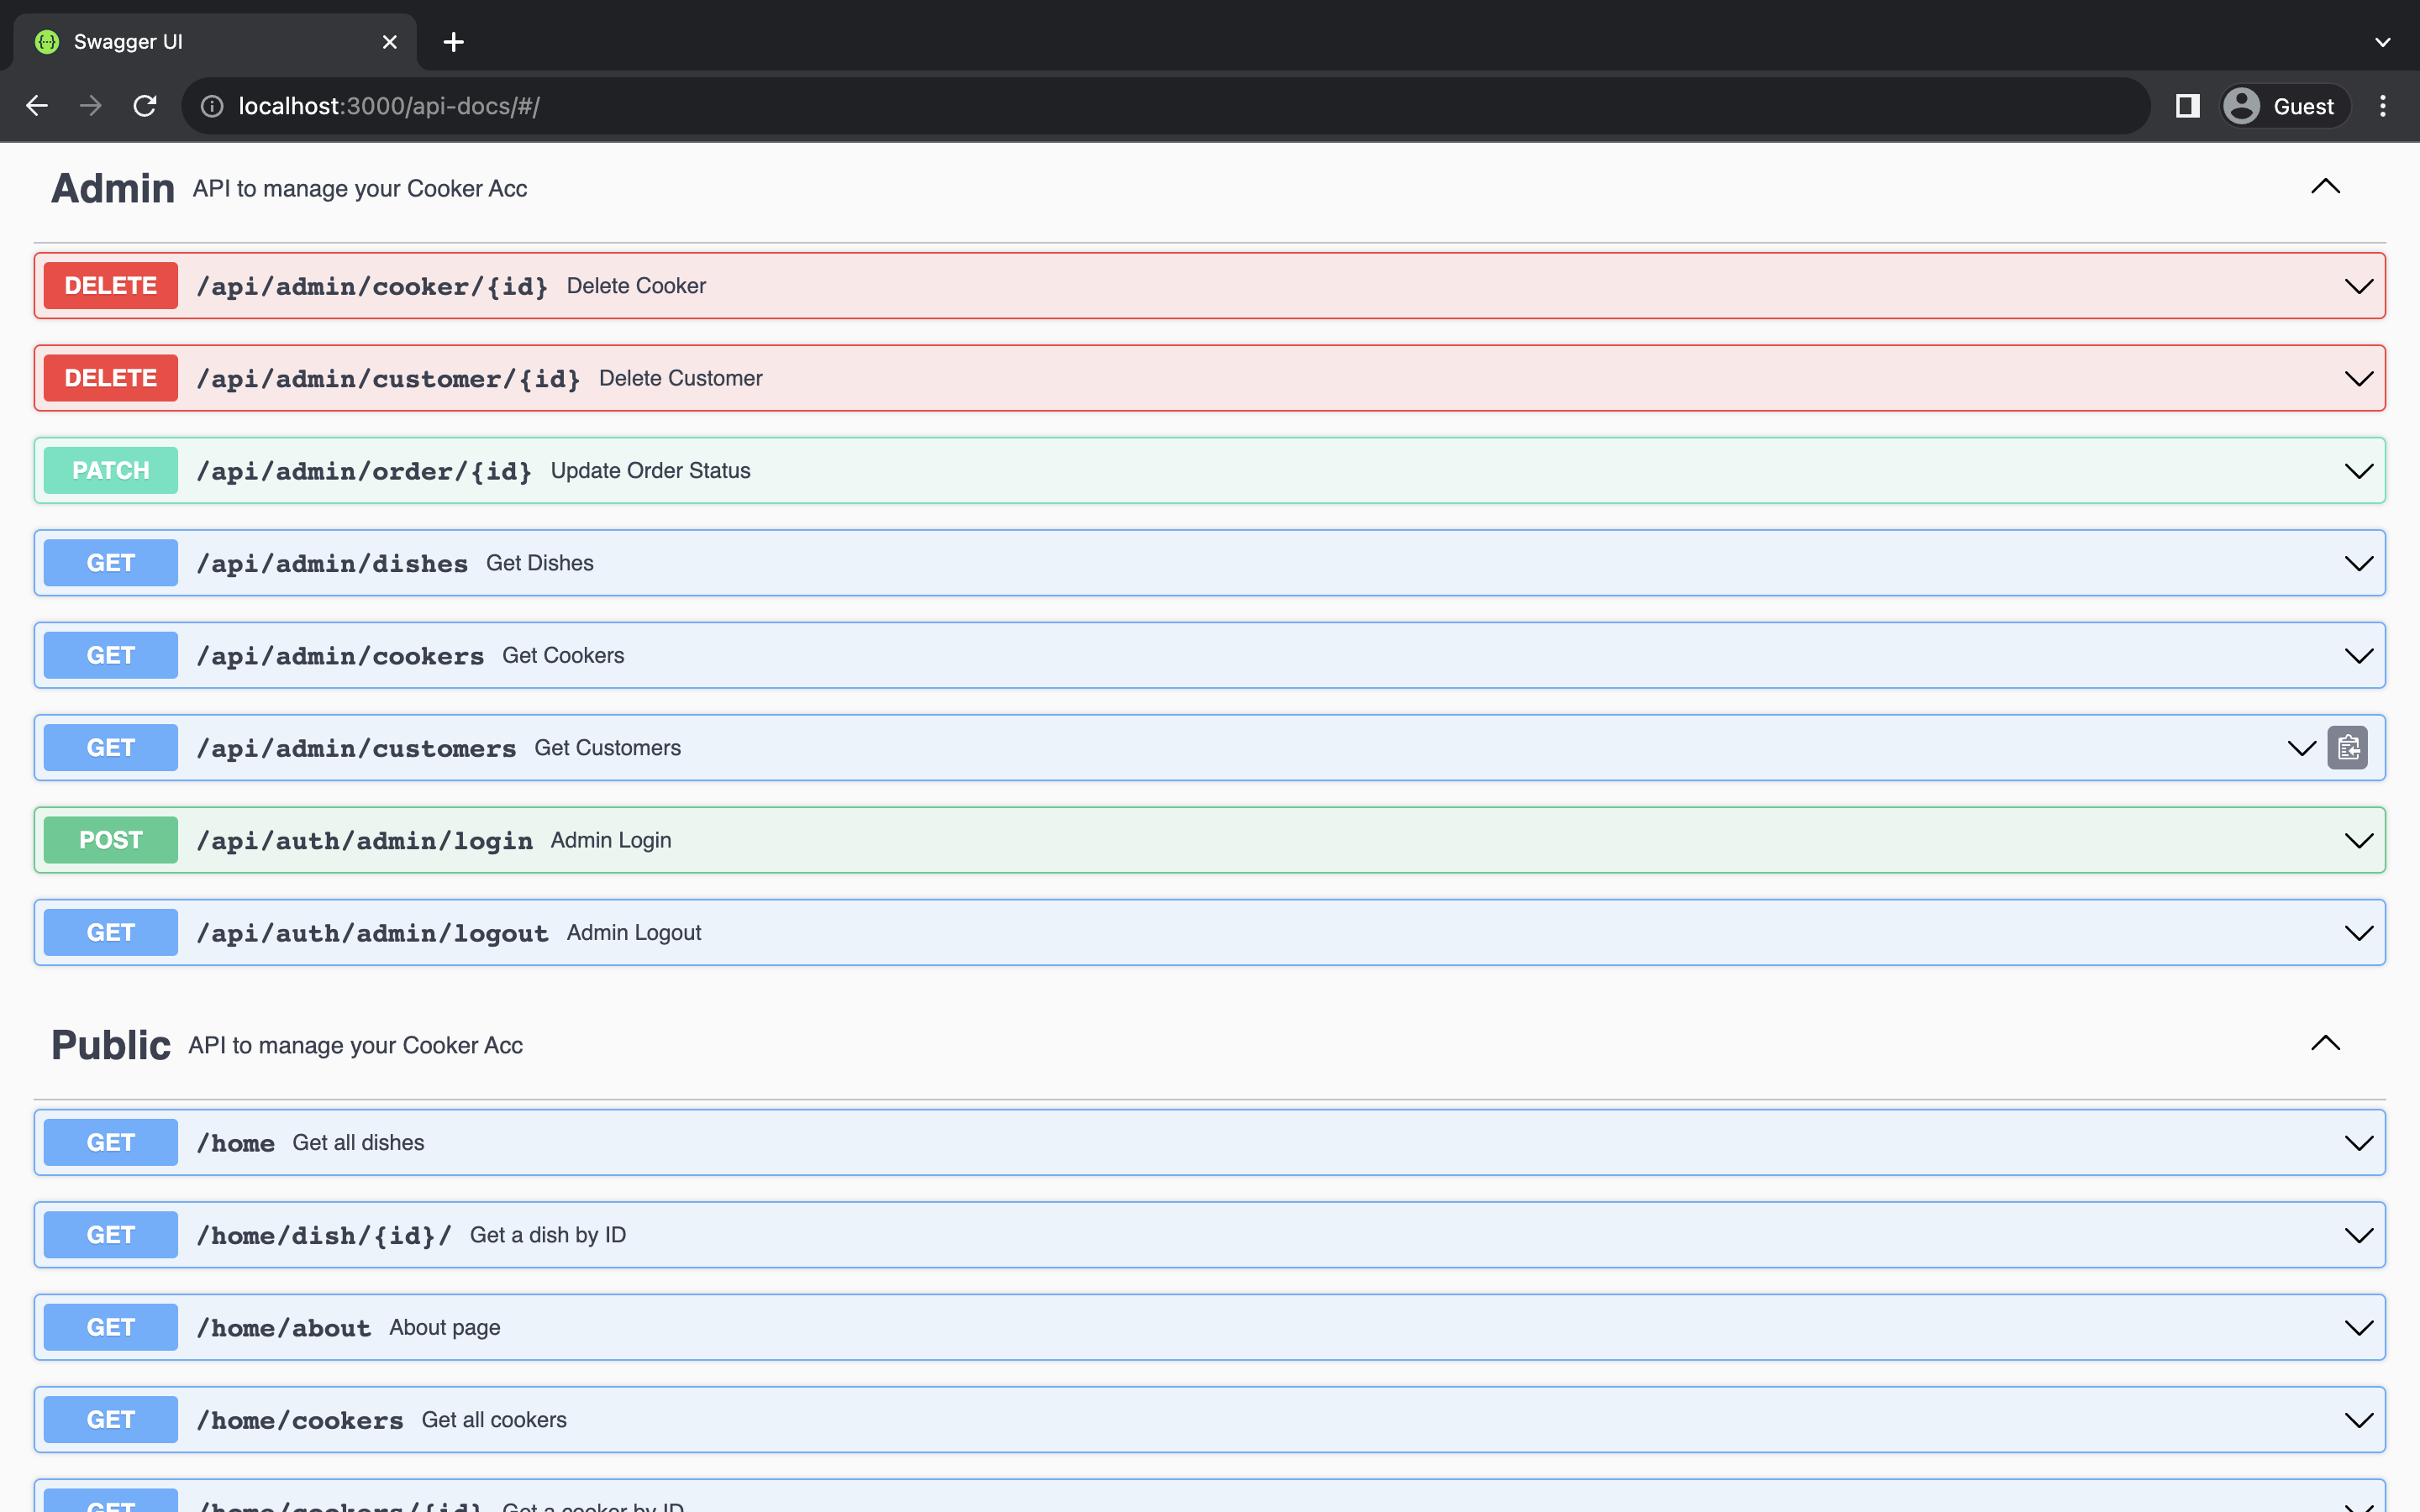 Swagger UI
localhost:3000/api-docs/#/
Guest
Admin API to manage your Cooker Acc
DELETE /api/admin/cooker/{id} Delete Cooker
DELETE /api/admin/customer/{id} Delete Customer
PATCH /api/admin/order/{id} Update Order Status
GET /api/admin/dishes Get Dishes
GET /api/admin/cookers Get Cookers
GET /api/admin/customers Get Customers
POST /api/auth/admin/login Admin Login
GET /api/auth/admin/logout Admin Logout
Public API to manage your Cooker Acc
GET /home Get all dishes
GET /home/dish/{id}/ Get a dish by ID
GET /home/about About page
GET /home/cookers Get all cookers
GET /home/cookers/{id} Get a cooker by ID